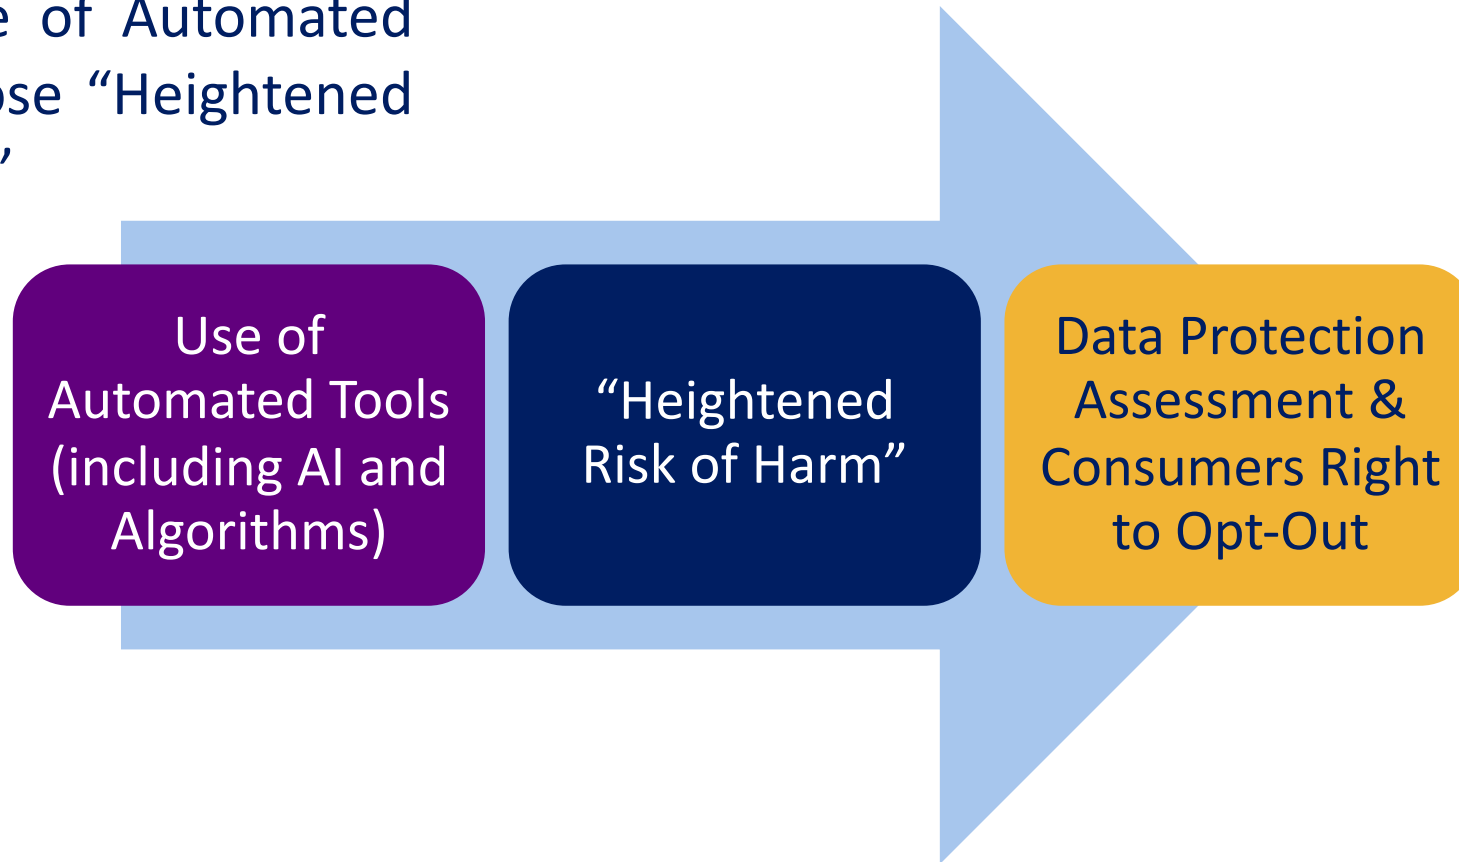 of Automated
“Heightened
”
Use of
Automated Tools
(including AI and
Algorithms)
“Heightened
Risk of Harm”
Data Protection
Assessment &
Consumers Right
to Opt-Out